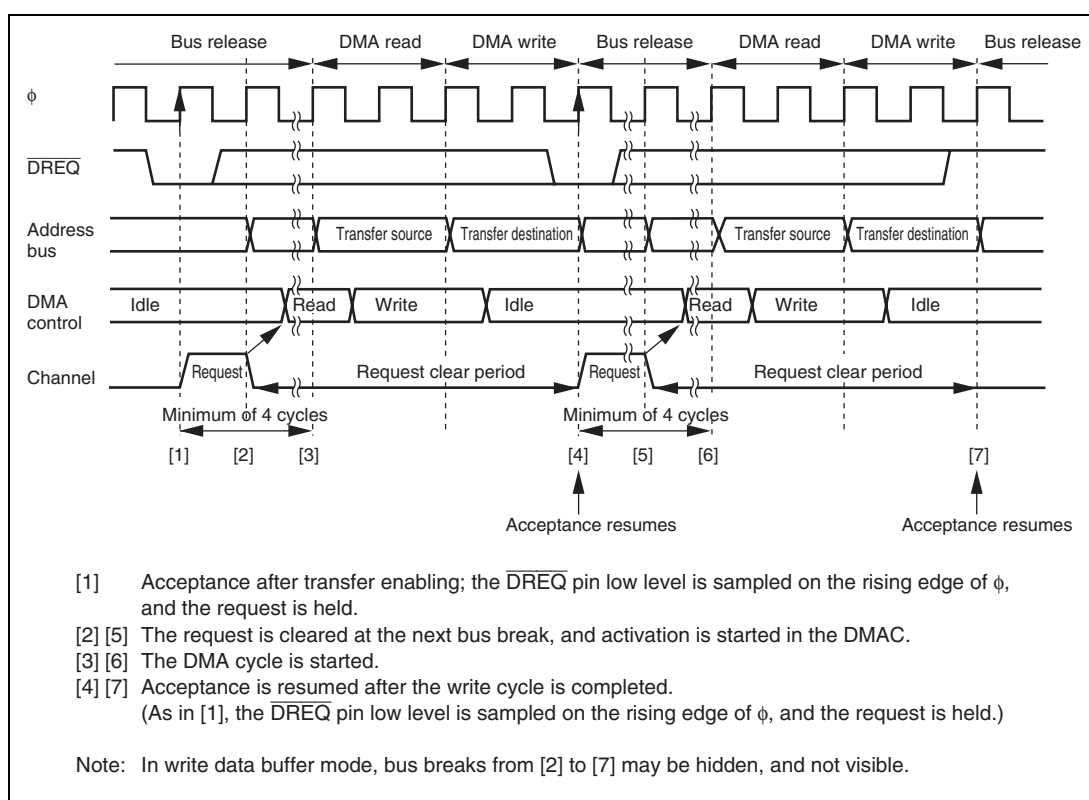 Bus release DMA read DMA write Bus release DMA read DMA write Bus release
ϕ
DREQ
Address bus
Transfer source Transfer destination Transfer source Transfer destination
DMA control
Idle Read Write Idle Read Write Idle
Channel
Request Request clear period Request Request clear period
Minimum of 4 cycles Minimum of 4 cycles
[1] [2] [3] [4] [5] [6] [7]
Acceptance resumes Acceptance resumes
[1] Acceptance after transfer enabling; the DREQ pin low level is sampled on the rising edge of ϕ,
and the request is held.
[2] [5] The request is cleared at the next bus break, and activation is started in the DMAC.
[3] [6] The DMA cycle is started.
[4] [7] Acceptance is resumed after the write cycle is completed.
(As in [1], the DREQ pin low level is sampled on the rising edge of ϕ, and the request is held.)
Note: In write data buffer mode, bus breaks from [2] to [7] may be hidden, and not visible.